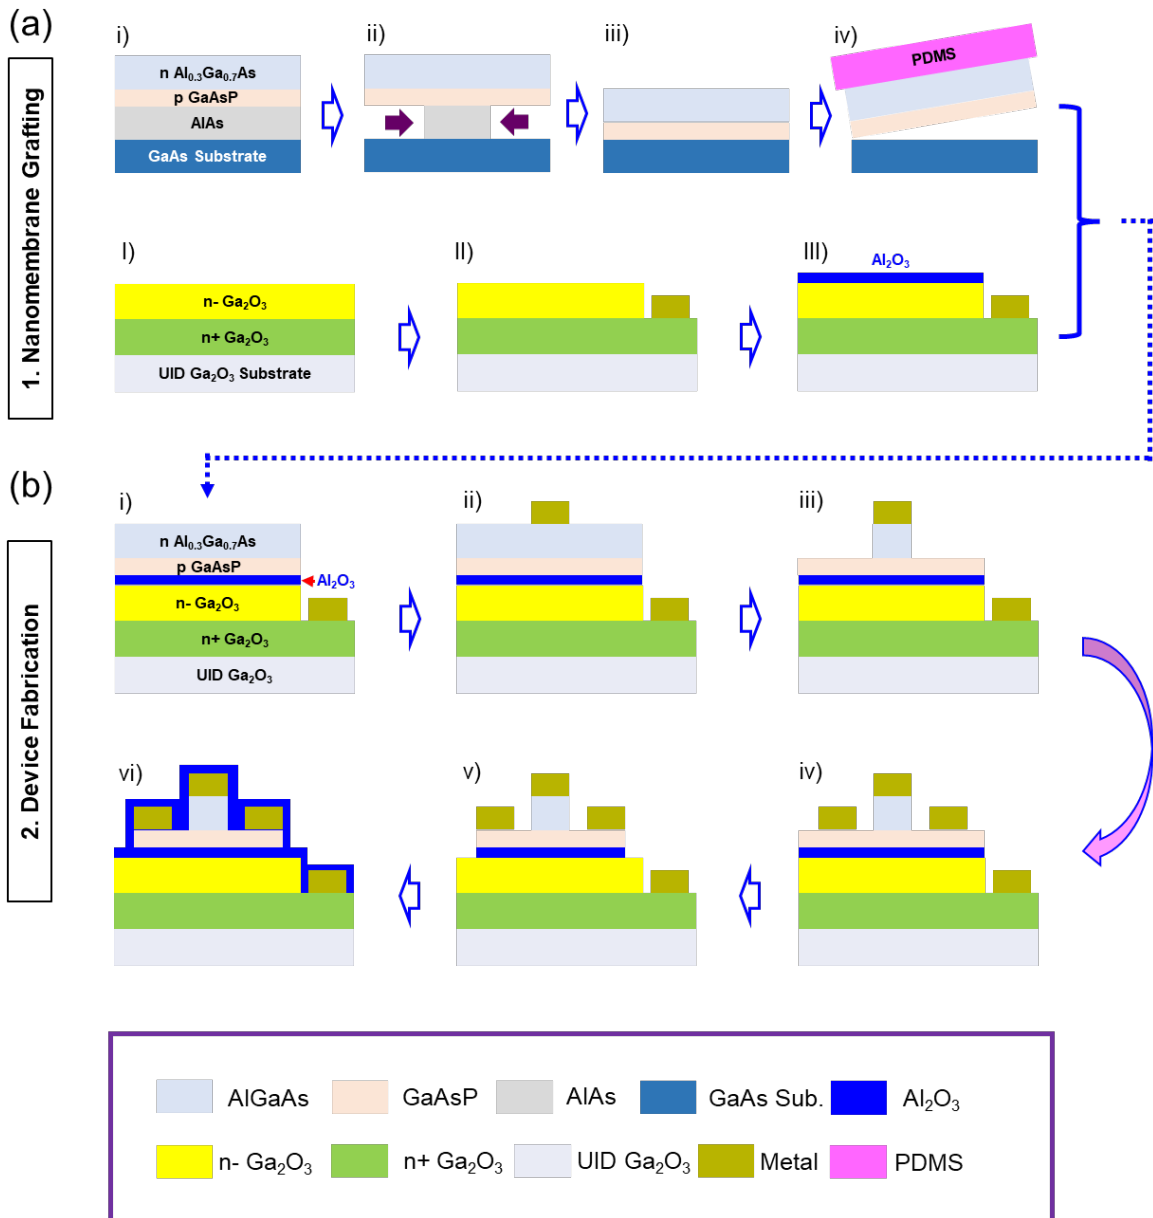 (a)
1. Nanomembrane Grafting
i)
ii)
iii)
iv)
n Al₀.₃Ga₀.₇As
p GaAsP
AlAs
GaAs Substrate
PDMS
I)
II)
III)
Al₂O₃
n- Ga₂O₃
n+ Ga₂O₃
UID Ga₂O₃ Substrate
(b)
2. Device Fabrication
i)
ii)
iii)
n Al₀.₃Ga₀.₇As
p GaAsP
Al₂O₃
n- Ga₂O₃
n+ Ga₂O₃
UID Ga₂O₃
vi)
v)
iv)
AlGaAs
GaAsP
AlAs
GaAs Sub.
Al₂O₃
n- Ga₂O₃
n+ Ga₂O₃
UID Ga₂O₃
Metal
PDMS